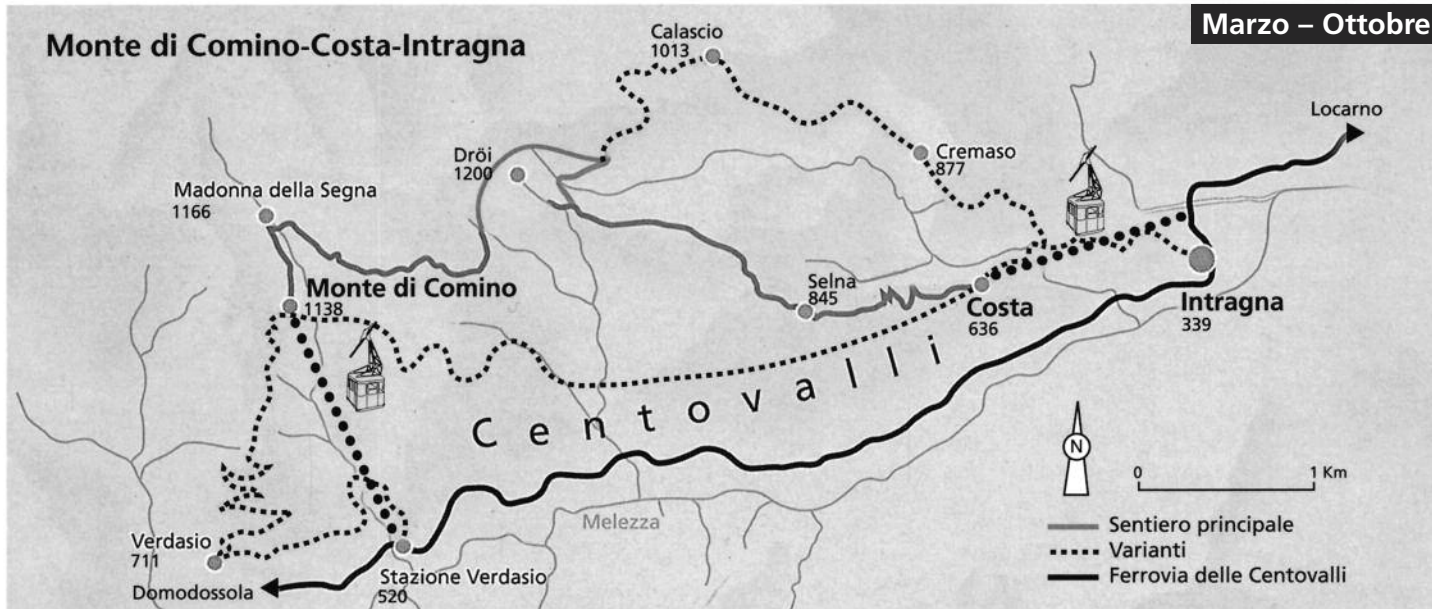 Marzo – Ottobre
Monte di Comino-Costa-Intragna
Calascio
1013
Locarno
Dröi
1200
Cremaso
877
Madonna della Segna
1166
Monte di Comino
1138
Selna
845
Costa
636
Intragna
339
Centovalli
N
0 1 Km
Melezza
Sentiero principale
Varianti
Ferrovia delle Centovalli
Verdasio
711
Domodossola
Stazione Verdasio
520